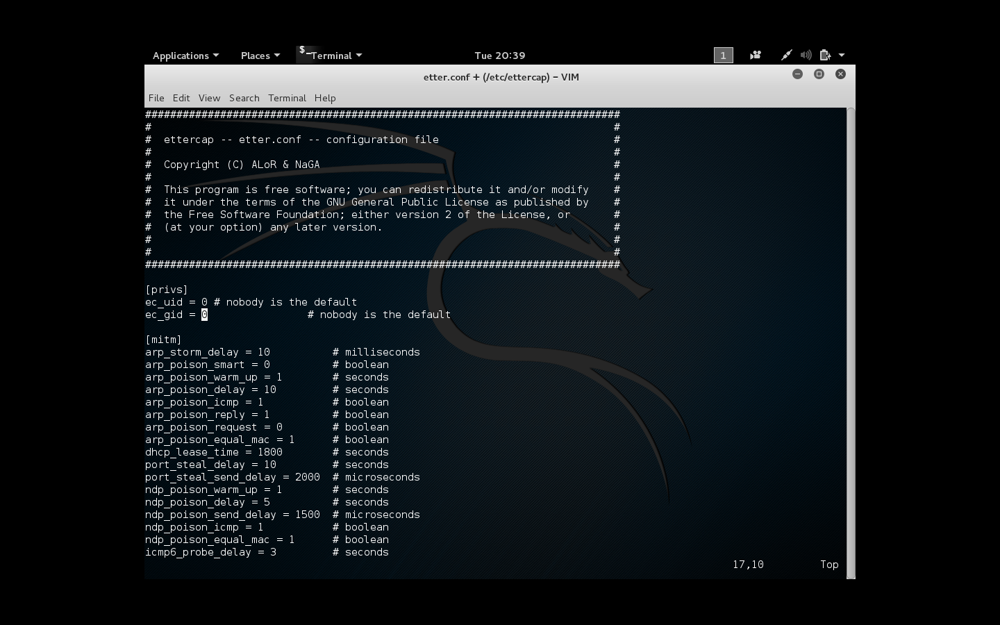 Applications Places $_ Terminal Tue 20:39 1
etter.conf + (/etc/ettercap) - VIM
File Edit View Search Terminal Help
############################################################################
#                                                                          #
#  ettercap -- etter.conf -- configuration file                            #
#                                                                          #
#  Copyright (C) ALoR & NaGA                                               #
#                                                                          #
#  This program is free software; you can redistribute it and/or modify    #
#  it under the terms of the GNU General Public License as published by    #
#  the Free Software Foundation; either version 2 of the License, or       #
#  (at your option) any later version.                                     #
#                                                                          #
#                                                                          #
############################################################################
[privs]
ec_uid = 0 # nobody is the default
ec_gid = 0                # nobody is the default
[mitm]
arp_storm_delay = 10          # milliseconds
arp_poison_smart = 0          # boolean
arp_poison_warm_up = 1        # seconds
arp_poison_delay = 10         # seconds
arp_poison_icmp = 1           # boolean
arp_poison_reply = 1          # boolean
arp_poison_request = 0        # boolean
arp_poison_equal_mac = 1      # boolean
dhcp_lease_time = 1800        # seconds
port_steal_delay = 10         # seconds
port_steal_send_delay = 2000  # microseconds
ndp_poison_warm_up = 1        # seconds
ndp_poison_delay = 5          # seconds
ndp_poison_send_delay = 1500  # microseconds
ndp_poison_icmp = 1           # boolean
ndp_poison_equal_mac = 1      # boolean
icmp6_probe_delay = 3         # seconds
17,10 Top